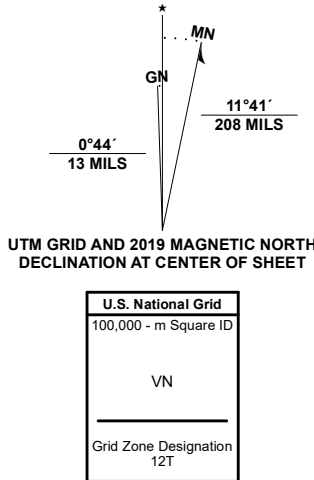 ★
MN
GN
11°41´
208 MILS
0°44´
13 MILS
UTM GRID AND 2019 MAGNETIC NORTH
DECLINATION AT CENTER OF SHEET
U.S. National Grid
100,000 - m Square ID
VN
Grid Zone Designation
12T